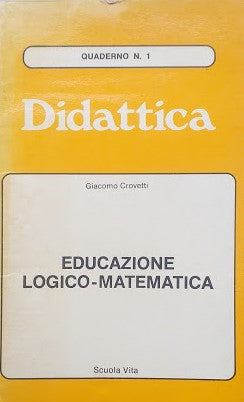 QUADERNO N. 1
Didattica
Giacomo Crovetti
EDUCAZIONE
LOGICO-MATEMATICA
Scuola Vita